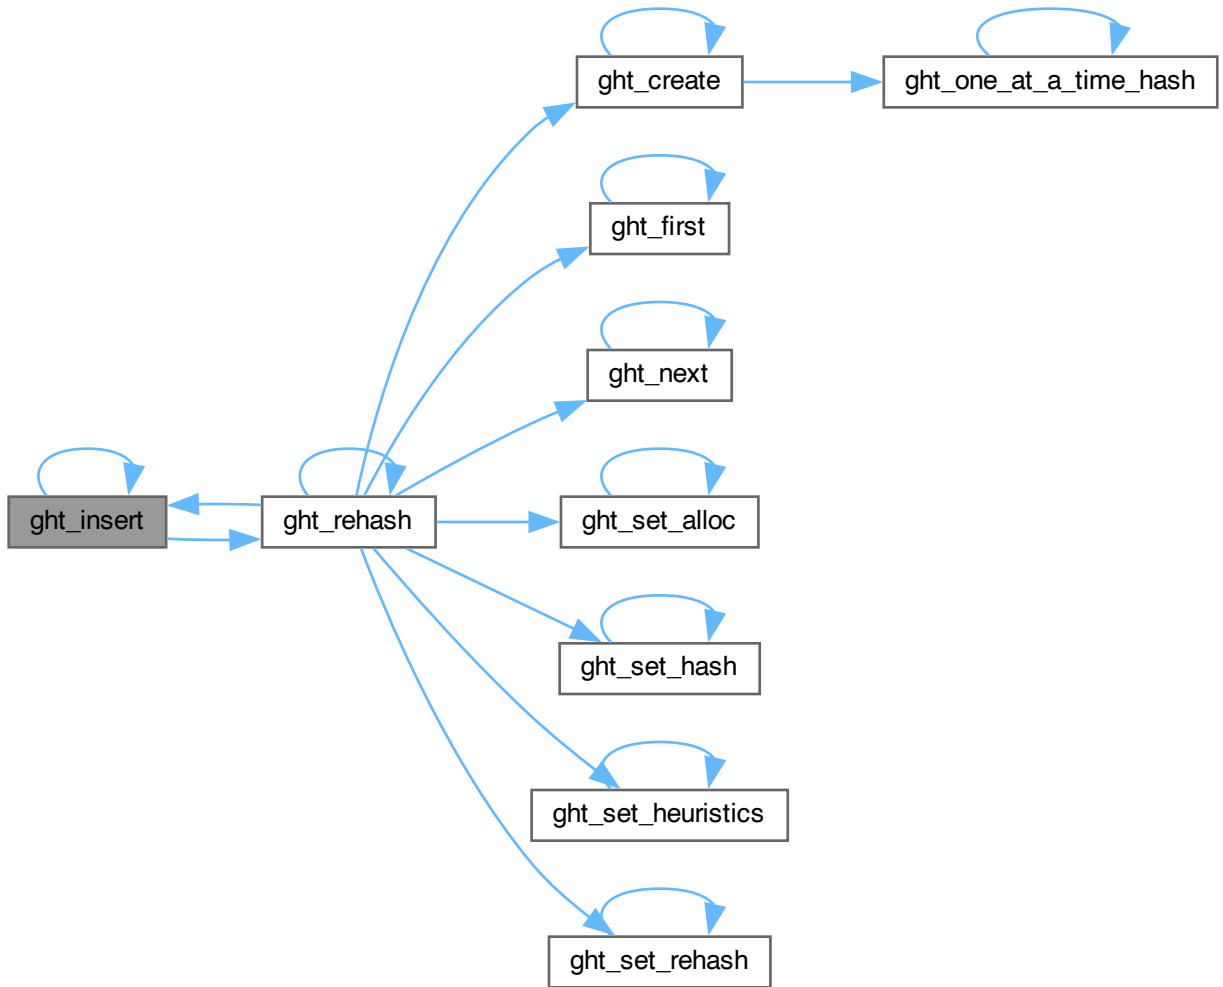 ght_create
ght_one_at_a_time_hash
ght_first
ght_next
ght_insert
ght_rehash
ght_set_alloc
ght_set_hash
ght_set_heuristics
ght_set_rehash